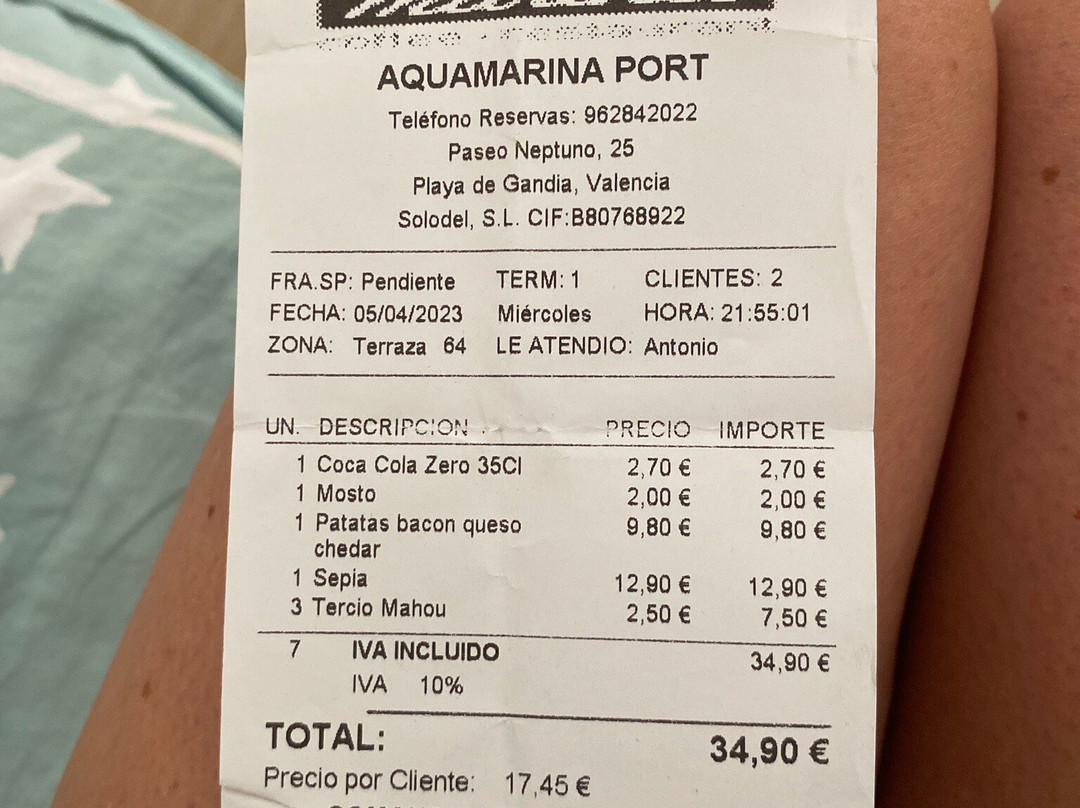 AQUAMARINA PORT
Teléfono Reservas: 962842022
Paseo Neptuno, 25
Playa de Gandia, Valencia
Solodel, S.L. CIF:B80768922
FRA.SP: Pendiente TERM: 1 CLIENTES: 2
FECHA: 05/04/2023 Miércoles HORA: 21:55:01
ZONA: Terraza 64 LE ATENDIO: Antonio
UN. DESCRIPCION PRECIO IMPORTE
1 Coca Cola Zero 35Cl 2,70 € 2,70 €
1 Mosto 2,00 € 2,00 €
1 Patatas bacon queso 9,80 € 9,80 €
chedar
1 Sepia 12,90 € 12,90 €
3 Tercio Mahou 2,50 € 7,50 €
7 IVA INCLUIDO 34,90 €
IVA 10%
TOTAL: 34,90 €
Precio por Cliente: 17,45 €